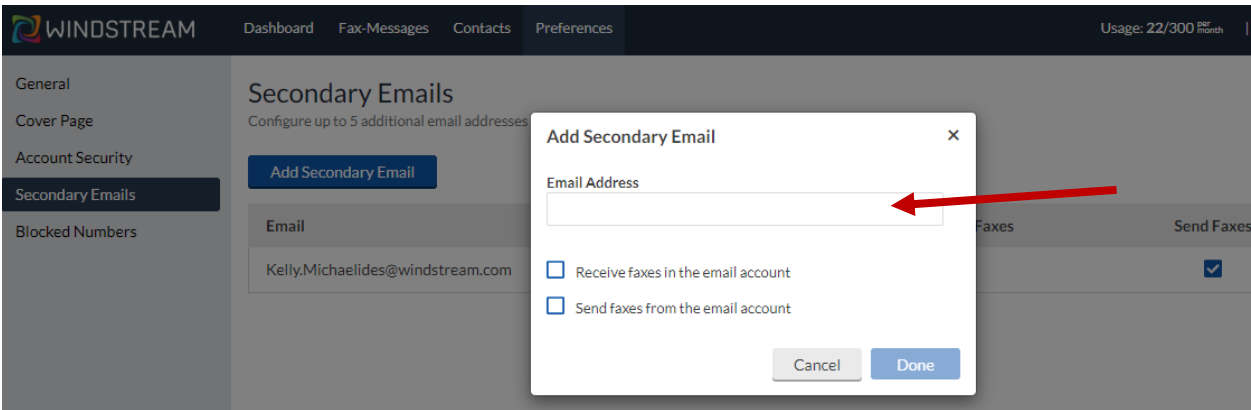 WINDSTREAM
Dashboard Fax-Messages Contacts Preferences Usage: 22/300 per month
General
Cover Page
Account Security
Secondary Emails
Blocked Numbers
Secondary Emails
Configure up to 5 additional email addresses
Add Secondary Email
Email Faxes Send Faxes
Kelly.Michaelides@windstream.com
Add Secondary Email ×
Email Address
Receive faxes in the email account
Send faxes from the email account
Cancel Done